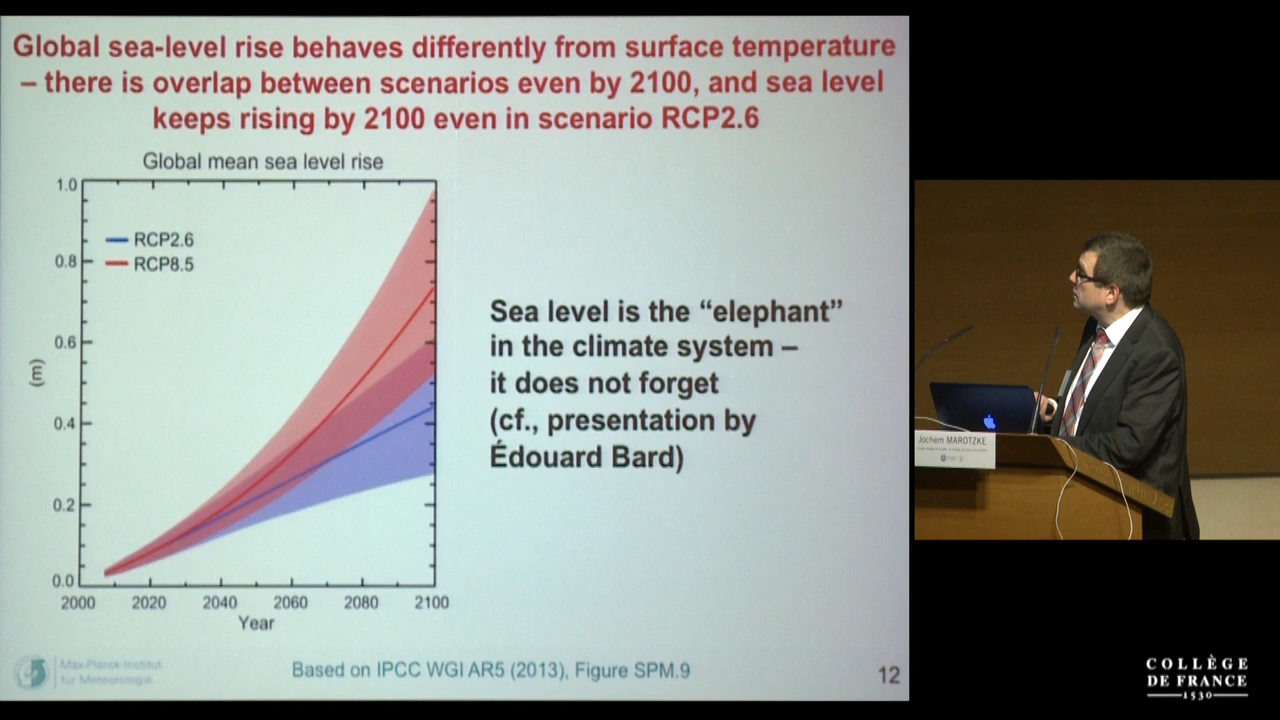 Global sea-level rise behaves differently from surface temperature
– there is overlap between scenarios even by 2100, and sea level
keeps rising by 2100 even in scenario RCP2.6
Global mean sea level rise
1.0
0.8
0.6
0.4
0.2
0.0
(m)
RCP2.6
RCP8.5
2000 2020 2040 2060 2080 2100
Year
Sea level is the “elephant”
in the climate system –
it does not forget
(cf., presentation by
Édouard Bard)
Max-Planck-Institut
für Meteorologie
Based on IPCC WGI AR5 (2013), Figure SPM.9
12
Jochem MAROTZKE
COLLÈGE
DE FRANCE
1530